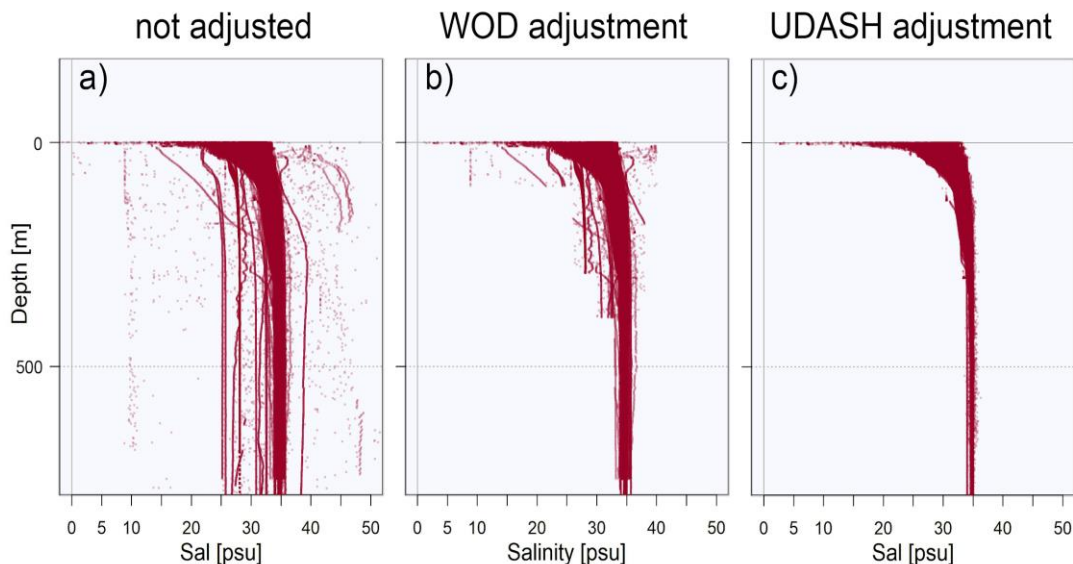 not adjusted WOD adjustment UDASH adjustment
a) b) c)
0
Depth [m]
500
0 5 10 20 30 40 50 0 5 10 20 30 40 50 0 5 10 20 30 40 50
Sal [psu] Salinity [psu] Sal [psu]